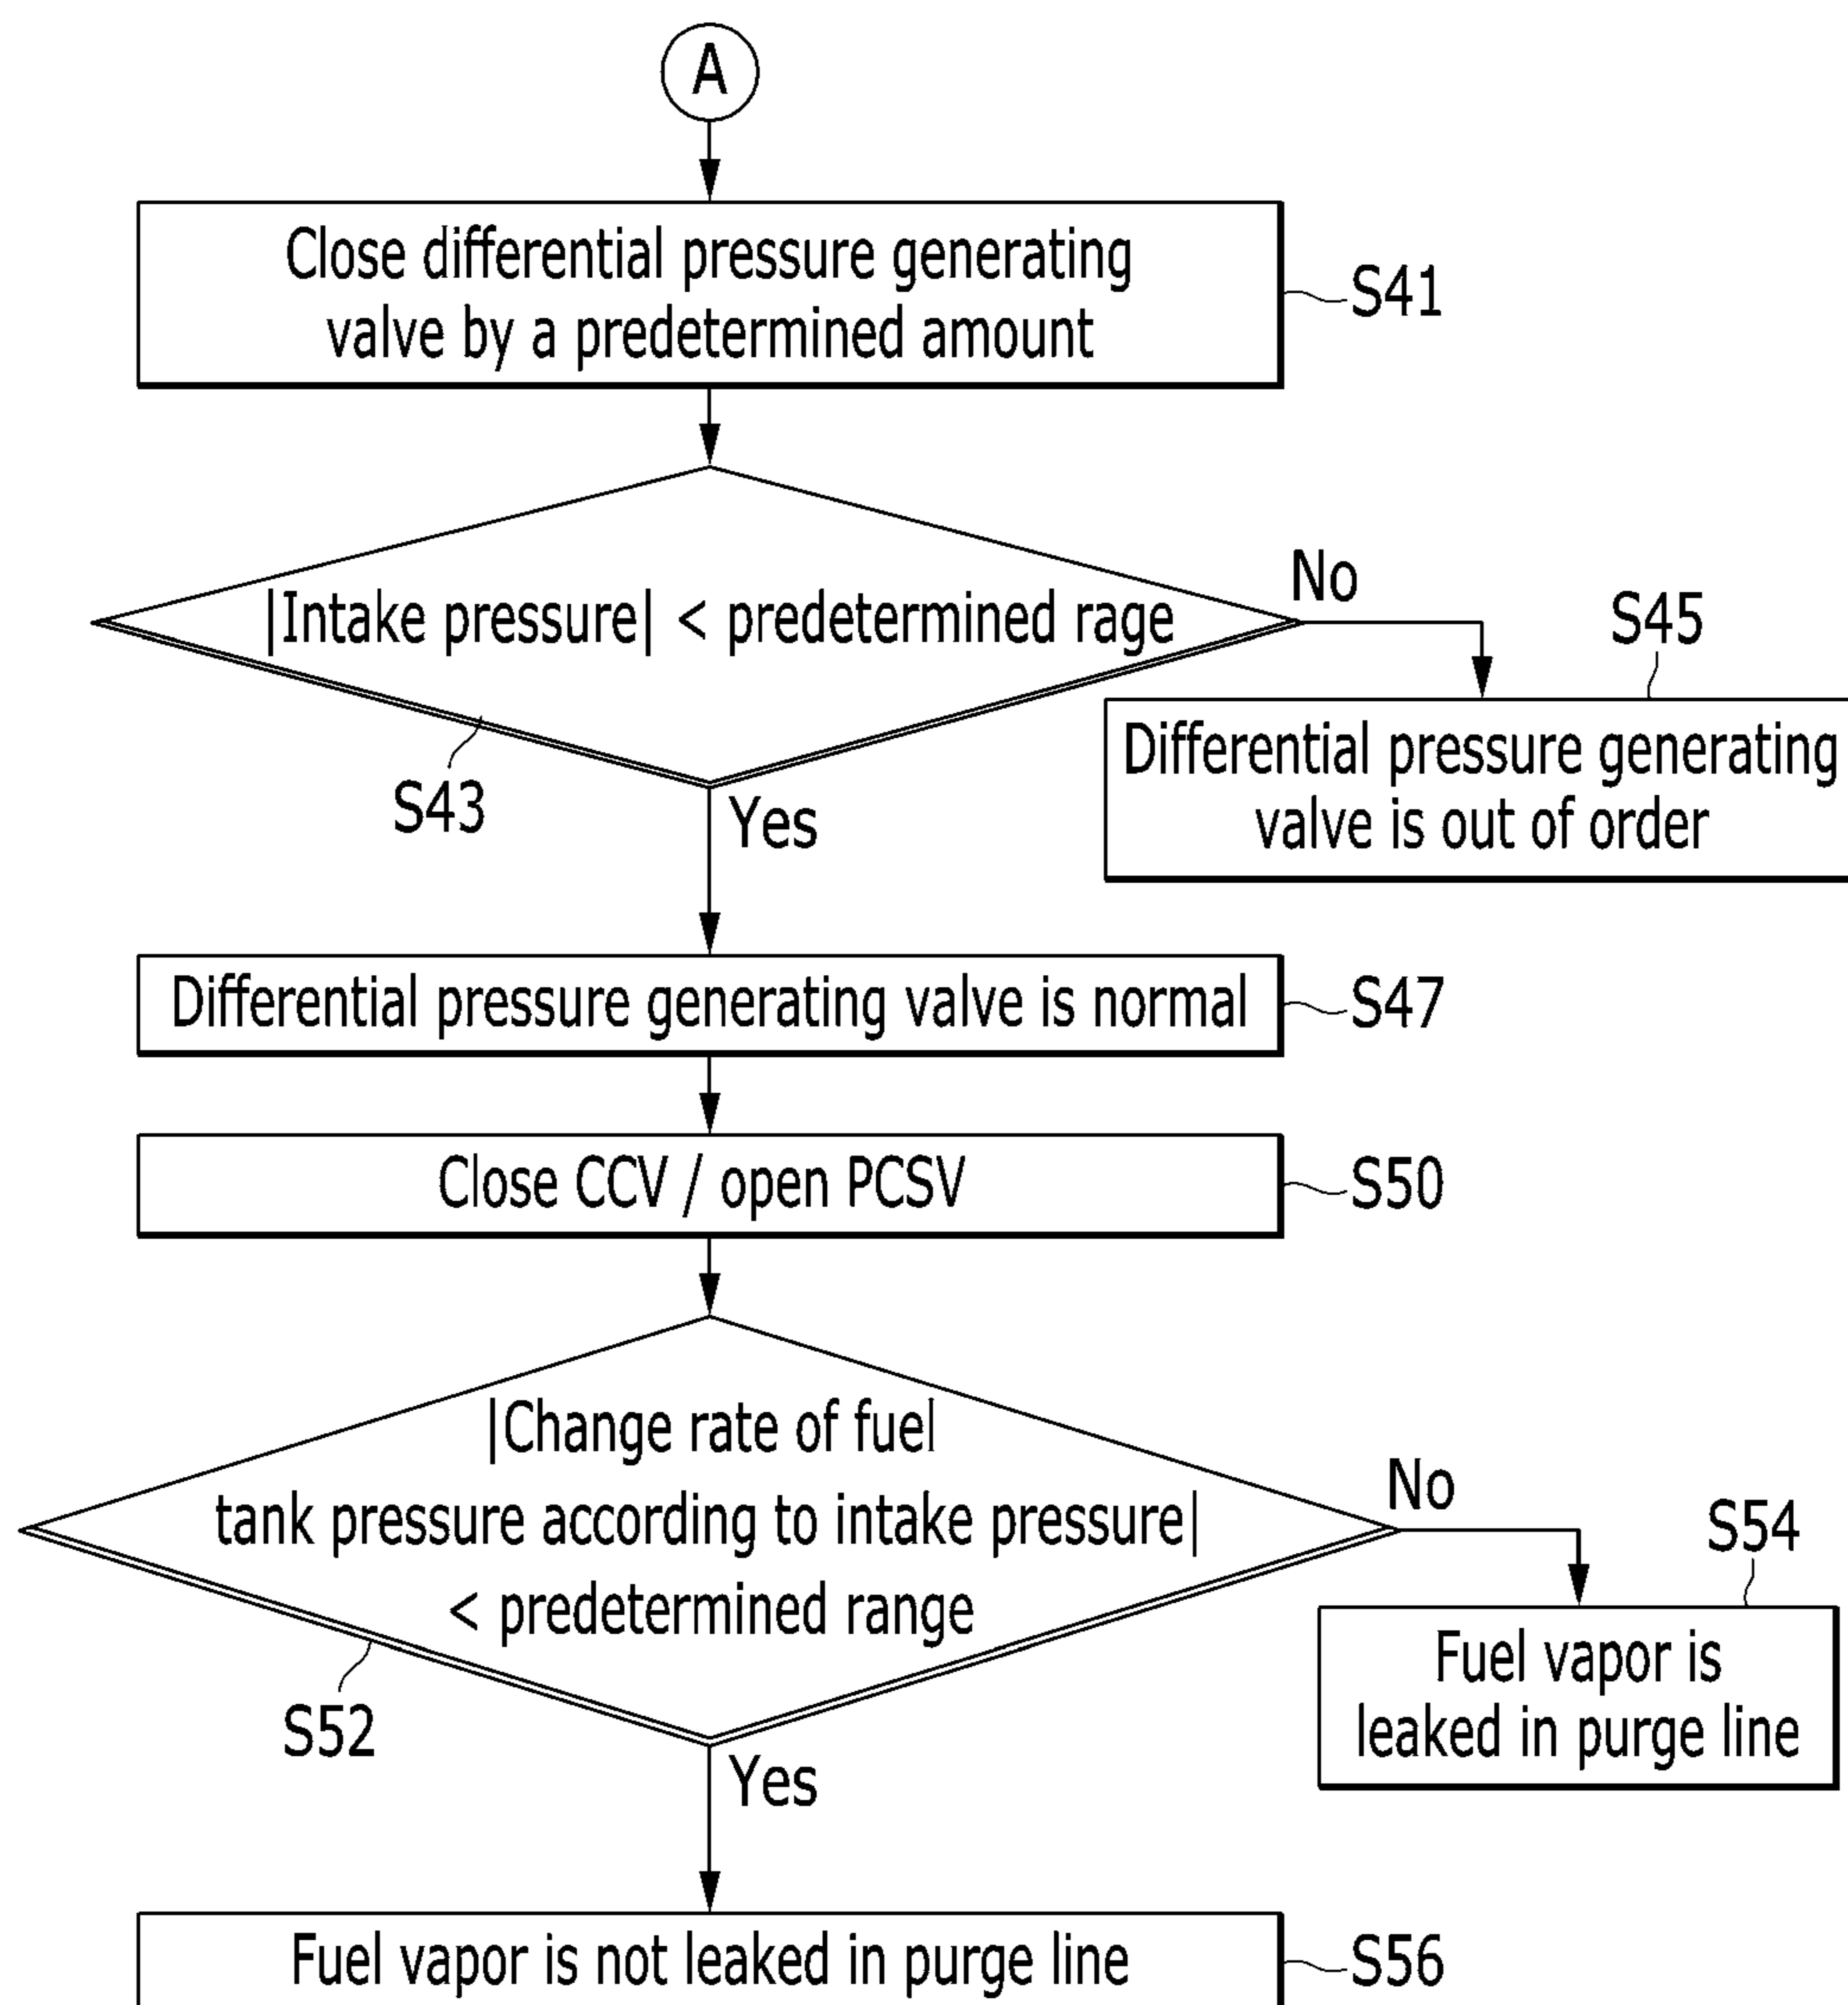 A
Close differential pressure generating
valve by a predetermined amount
S41
|Intake pressure| < predetermined rage
No
S45
S43
Differential pressure generating
valve is out of order
Yes
Differential pressure generating valve is normal
S47
Close CCV / open PCSV
S50
|Change rate of fuel
tank pressure according to intake pressure|
< predetermined range
No
S54
S52
Fuel vapor is
leaked in purge line
Yes
Fuel vapor is not leaked in purge line
S56